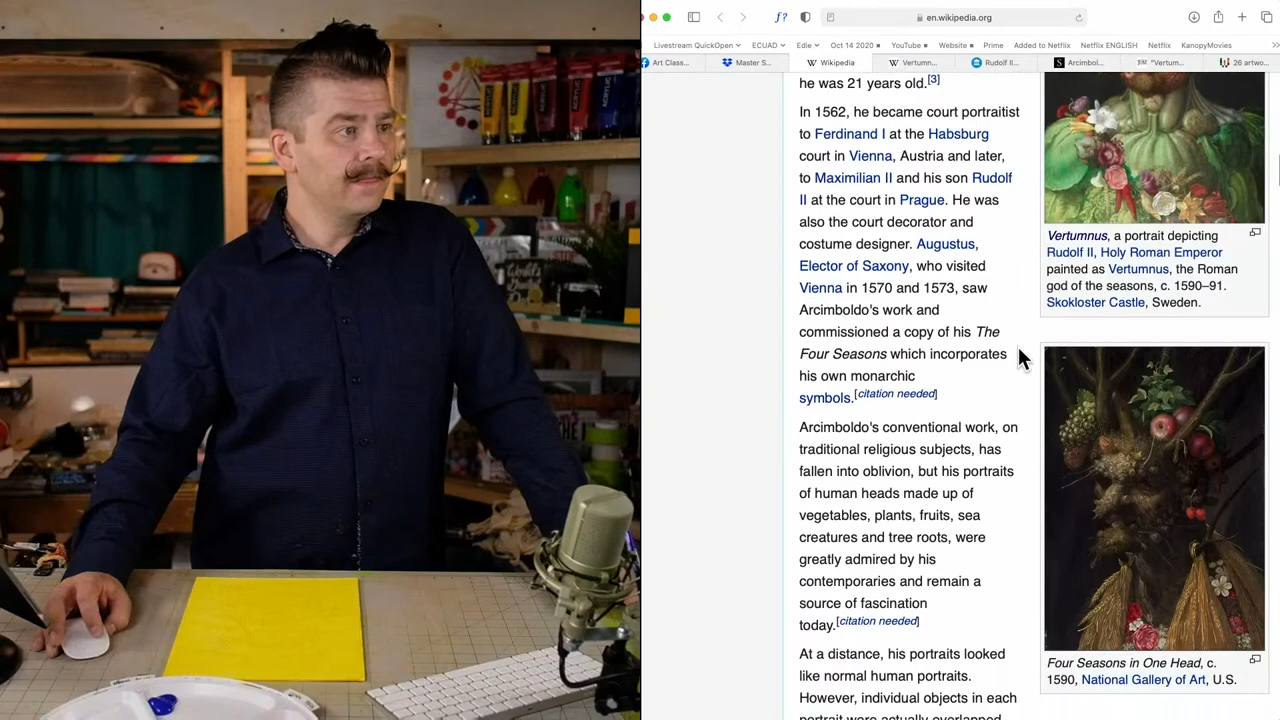 en.wikipedia.org
Livestream QuickOpen ECUAD Edie Oct 14 2020 YouTube Website Prime Added to Netflix Netflix ENGLISH Netflix KanopyMovies
Art Class... Master S... Wikipedia Vertumn... Rudolf II... Arcimbol... "Vertum... 26 artwo...
he was 21 years old.[3]
In 1562, he became court portraitist
to Ferdinand I at the Habsburg
court in Vienna, Austria and later,
to Maximilian II and his son Rudolf
II at the court in Prague. He was
also the court decorator and
costume designer. Augustus,
Elector of Saxony, who visited
Vienna in 1570 and 1573, saw
Arcimboldo's work and
commissioned a copy of his The
Four Seasons which incorporates
his own monarchic
symbols.[citation needed]
Arcimboldo's conventional work, on
traditional religious subjects, has
fallen into oblivion, but his portraits
of human heads made up of
vegetables, plants, fruits, sea
creatures and tree roots, were
greatly admired by his
contemporaries and remain a
source of fascination
today.[citation needed]
At a distance, his portraits looked
like normal human portraits.
However, individual objects in each
portrait were actually overlapped
Vertumnus, a portrait depicting
Rudolf II, Holy Roman Emperor
painted as Vertumnus, the Roman
god of the seasons, c. 1590–91.
Skokloster Castle, Sweden.
Four Seasons in One Head, c.
1590, National Gallery of Art, U.S.
ACRYLIC
ACRYLIC
ACRYLIC
World's